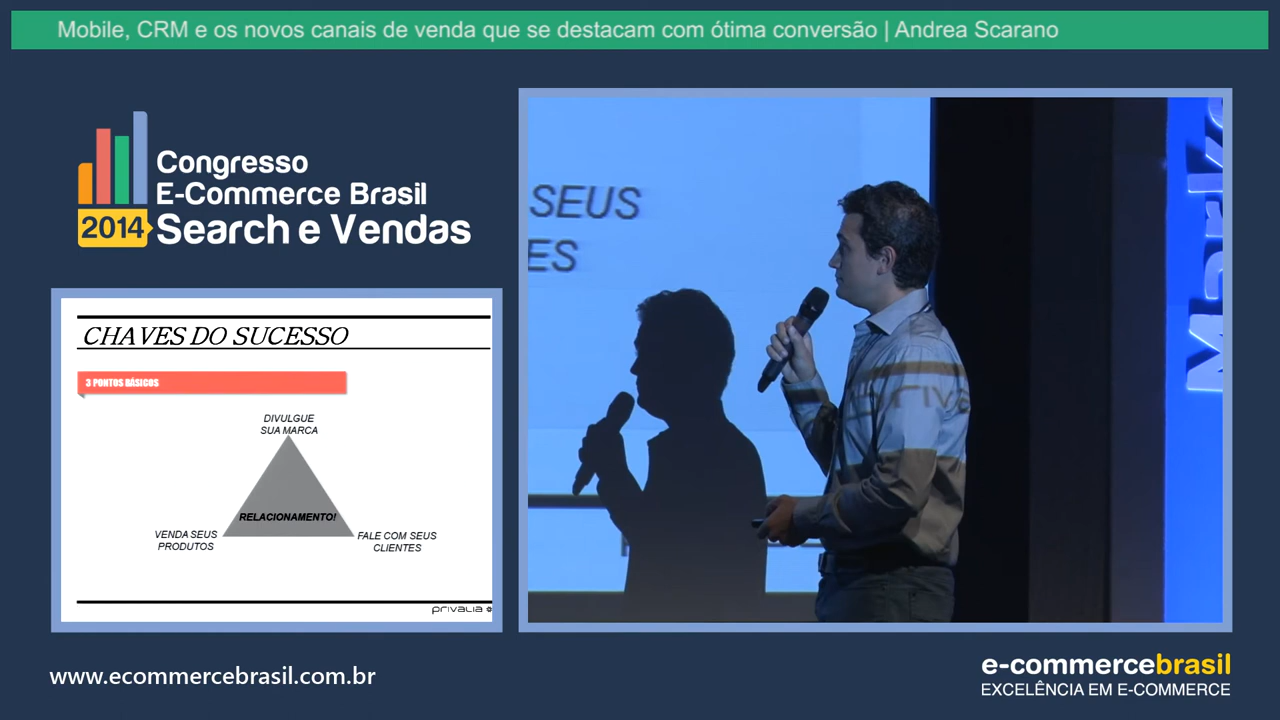 Mobile, CRM e os novos canais de venda que se destacam com ótima conversão | Andrea Scarano
Congresso
E-Commerce Brasil
2014 Search e Vendas
CHAVES DO SUCESSO
3 PONTOS BÁSICOS
DIVULGUE
SUA MARCA
RELACIONAMENTO!
VENDA SEUS
PRODUTOS
FALE COM SEUS
CLIENTES
PRIVALIA
SEUS
ES
www.ecommercebrasil.com.br
e-commercebrasil
EXCELÊNCIA EM E-COMMERCE